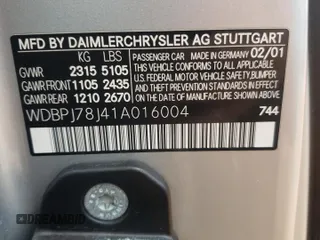 MFD BY DAIMLERCHRYSLER AG STUTTGART
KG LBS PASSENGER CAR MADE IN GERMANY 02/01
GVWR 2315 5105 THIS VEHICLE CONFORMS TO ALL APPLICABLE
GAWR FRONT 1105 2435 U.S. FEDERAL MOTOR VEHICLE SAFETY, BUMPER
GAWR REAR 1210 2670 AND THEFT PREVENTION STANDARDS IN EFFECT
ON THE DATE OF MANUFACTURE SHOWN ABOVE.
WDBPJ78J41A016004 744
DREAMBID